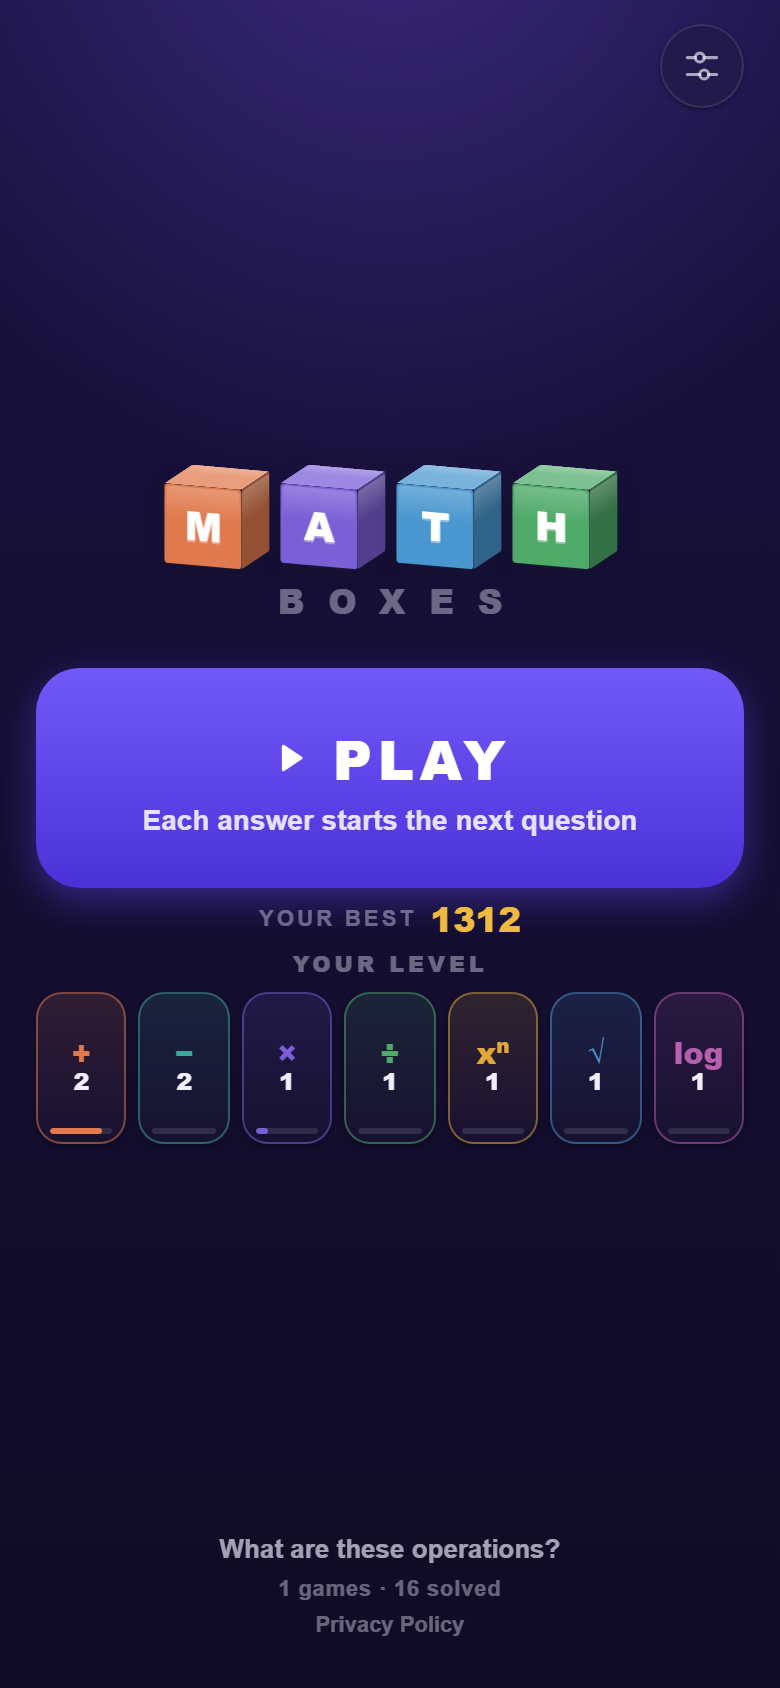 M A T H
BOXES
PLAY
Each answer starts the next question
YOUR BEST 1312
YOUR LEVEL
+ − × ÷ xⁿ √ log
2 2 1 1 1 1 1
What are these operations?
1 games · 16 solved
Privacy Policy